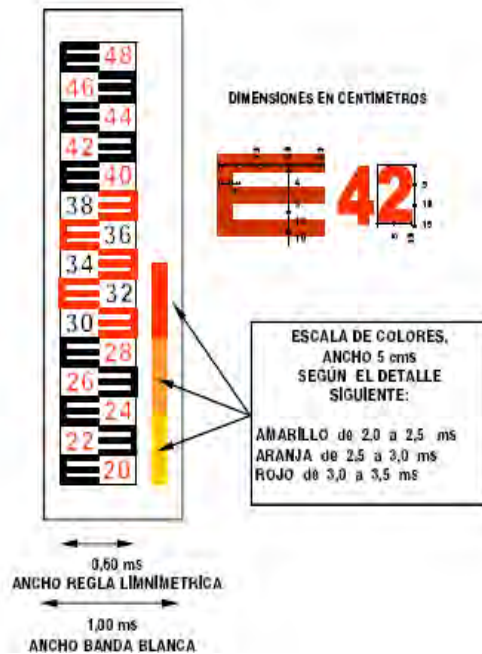 48
46
44
42
40
38
36
34
32
30
28
26
24
22
20
DIMENSIONES EN CENTÍMETROS
42
ESCALA DE COLORES,
ANCHO 5 cms
SEGÚN EL DETALLE
SIGUIENTE:
AMARILLO de 2,0 a 2,5 ms
ARANJA de 2,5 a 3,0 ms
ROJO de 3,0 a 3,5 ms
0,60 ms
ANCHO REGLA LIMNIMETRICA
1,00 ms
ANCHO BANDA BLANCA